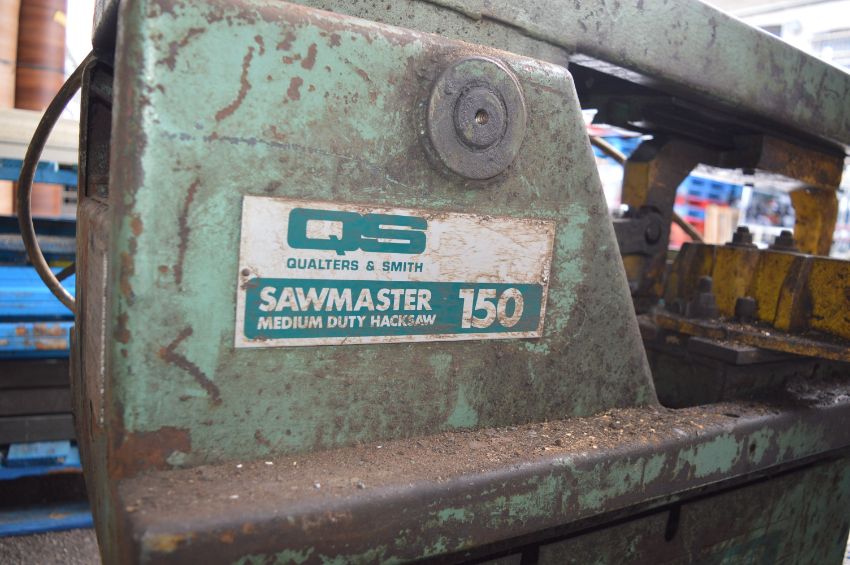 QS
QUALTERS & SMITH
SAWMASTER 150
MEDIUM DUTY HACKSAW